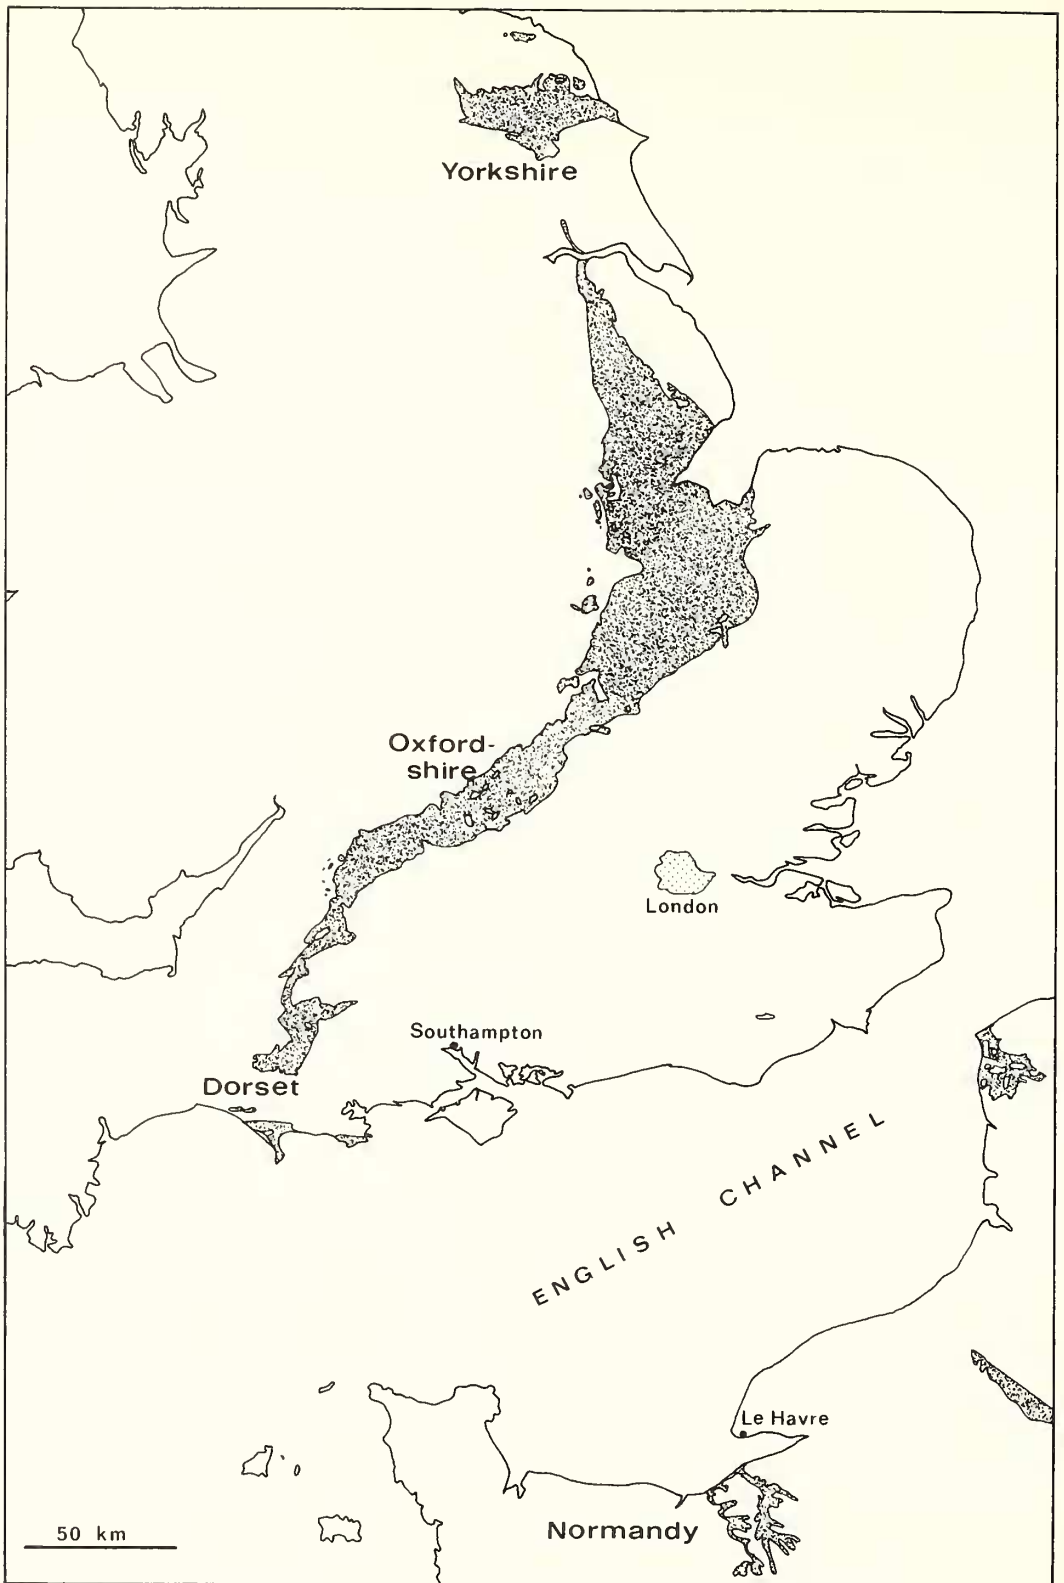 Yorkshire
Oxford-
shire
London
Southampton
Dorset
ENGLISH CHANNEL
Le Havre
Normandy
50 km